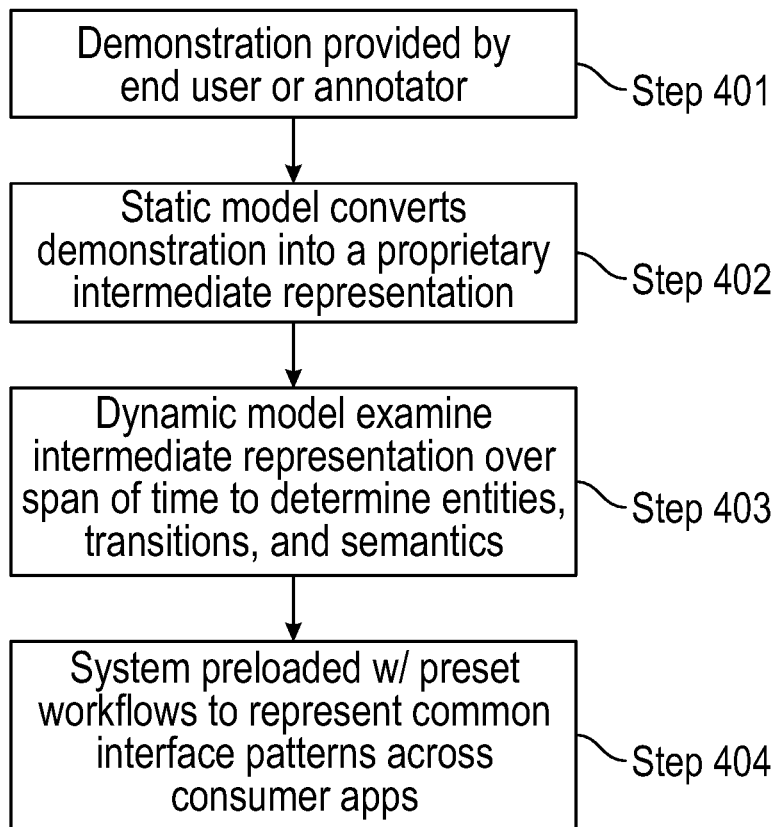 Demonstration provided by
end user or annotator
Step 401
Static model converts
demonstration into a proprietary
intermediate representation
Step 402
Dynamic model examine
intermediate representation over
span of time to determine entities,
transitions, and semantics
Step 403
System preloaded w/ preset
workflows to represent common
interface patterns across
consumer apps
Step 404